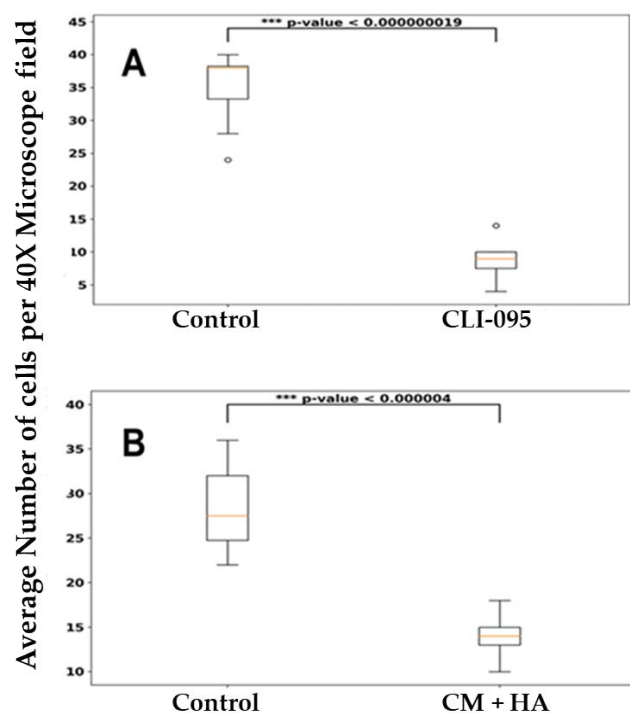 Average Number of cells per 40X Microscope field
*** p-value < 0.000000019
A
45
40
35
30
25
20
15
10
5
Control CLI-095
*** p-value < 0.000004
B
40
35
30
25
20
15
10
Control CM + HA